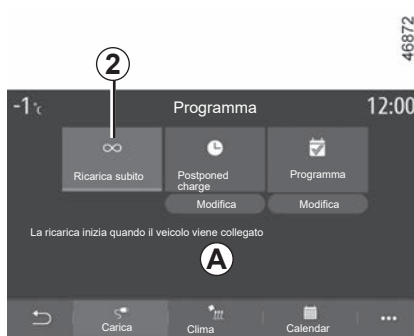 46872
2
-1°c Programma 12:00
∞
Ricarica subito
Postponed
charge
Programma
Modifica Modifica
La ricarica inizia quando il veicolo viene collegato
A
Carica Clima Calendar ...